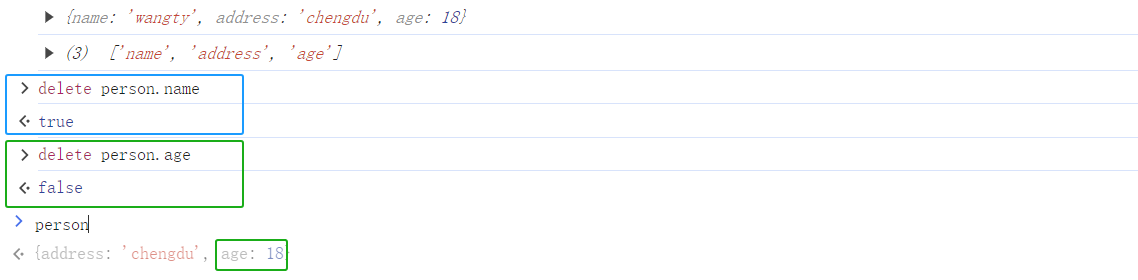 ▶ {name: 'wangty', address: 'chengdu', age: 18}
▶ (3) ['name', 'address', 'age']
> delete person.name
<· true
> delete person.age
<· false
> person
<· {address: 'chengdu', age: 18}